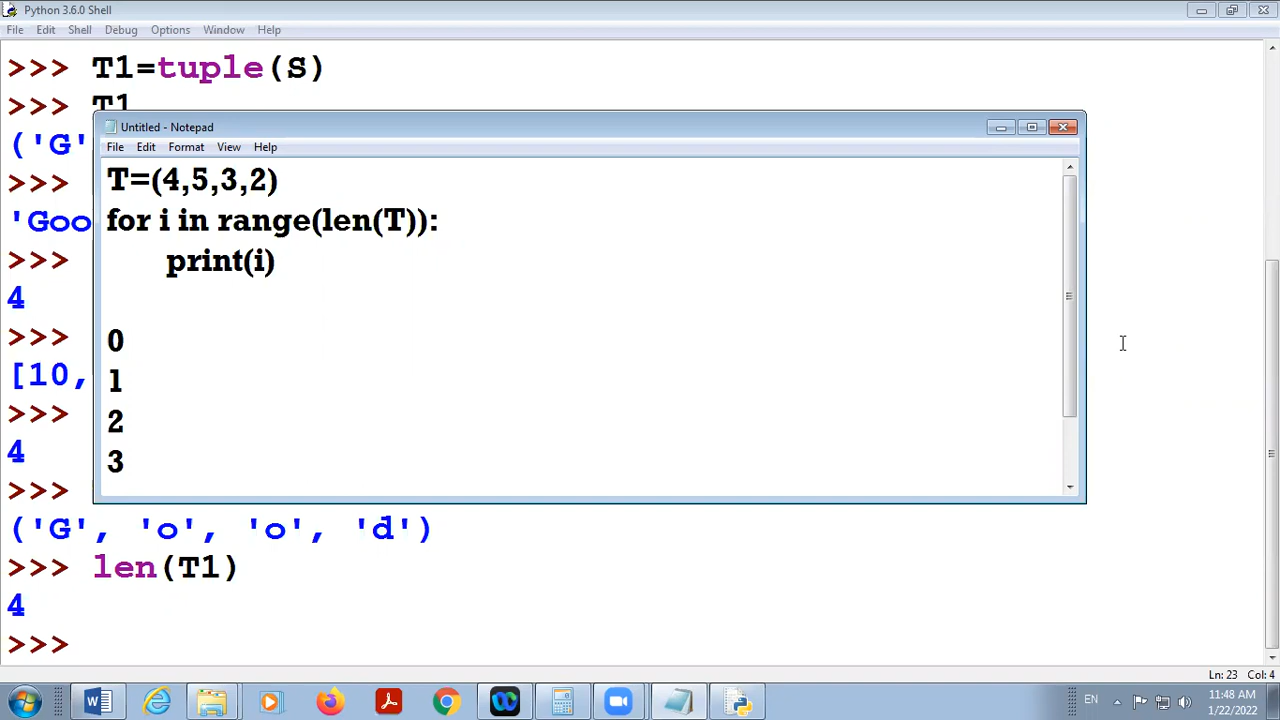 Python 3.6.0 Shell
File Edit Shell Debug Options Window Help
>>> T1=tuple(S)
>>> T1
('G'
>>>
'Goo
>>>
4
>>>
[10,
>>>
4
>>>
('G', 'o', 'o', 'd')
>>> len(T1)
4
>>>
Untitled - Notepad
File Edit Format View Help
T=(4,5,3,2)
for i in range(len(T)):
print(i)
0
1
2
3
Ln: 23 Col: 4
EN
11:48 AM
1/22/2022